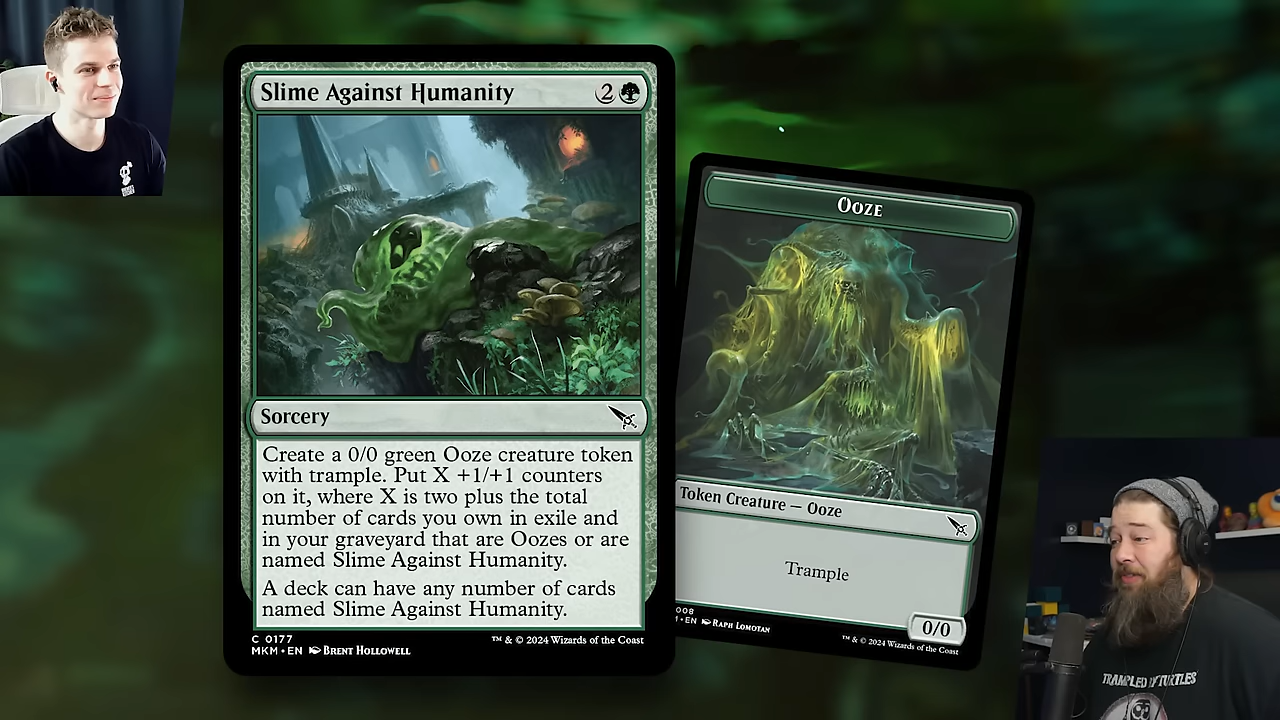 Slime Against Humanity 2
Sorcery
Create a 0/0 green Ooze creature token
with trample. Put X +1/+1 counters
on it, where X is two plus the total
number of cards you own in exile and
in your graveyard that are Oozes or are
named Slime Against Humanity.
A deck can have any number of cards
named Slime Against Humanity.
C 0177
MKM • EN BRENT HOLLOWELL
™ & © 2024 Wizards of the Coast
OOZE
Token Creature — Ooze
Trample
0/0
008
EN RAPH LOMOTAN
™ & © 2024 Wizards of the Coast
TRAMPLED BY TURTLES